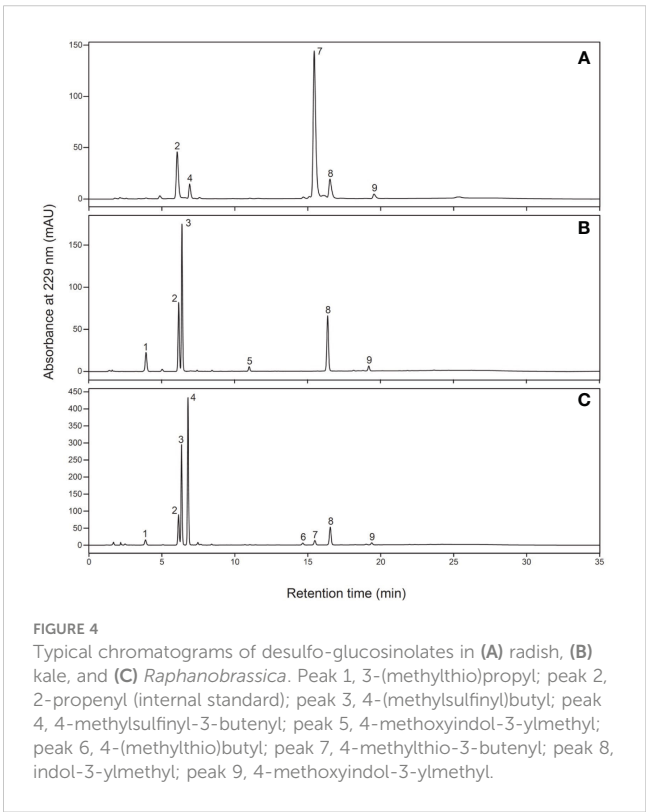 150
100
50
0
2
4
7
8
9
A
Absorbance at 229 nm (mAU)
150
100
50
0
1
2
3
5
8
9
B
450
400
350
300
250
200
150
100
50
0
1
2
3
4
6
7
8
9
C
0 5 10 15 20 25 30 35
Retention time (min)
FIGURE 4
Typical chromatograms of desulfo-glucosinolates in (A) radish, (B)
kale, and (C) Raphanobrassica. Peak 1, 3-(methylthio)propyl; peak 2,
2-propenyl (internal standard); peak 3, 4-(methylsulfinyl)butyl; peak
4, 4-methylsulfinyl-3-butenyl; peak 5, 4-methoxyindol-3-ylmethyl;
peak 6, 4-(methylthio)butyl; peak 7, 4-methylthio-3-butenyl; peak 8,
indol-3-ylmethyl; peak 9, 4-methoxyindol-3-ylmethyl.